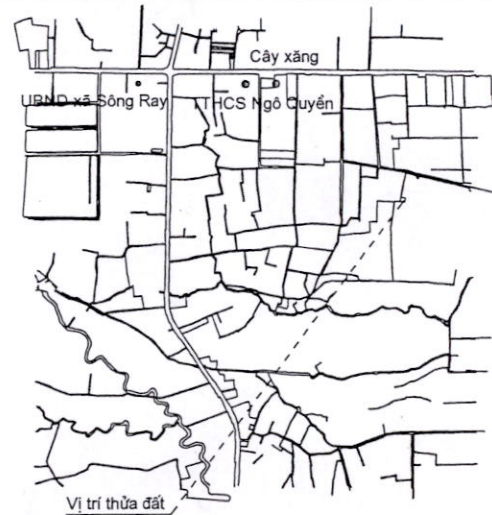 Cây xăng
UBND xã Sông Ray THCS Ngô Quyền
Vị trí thửa đất